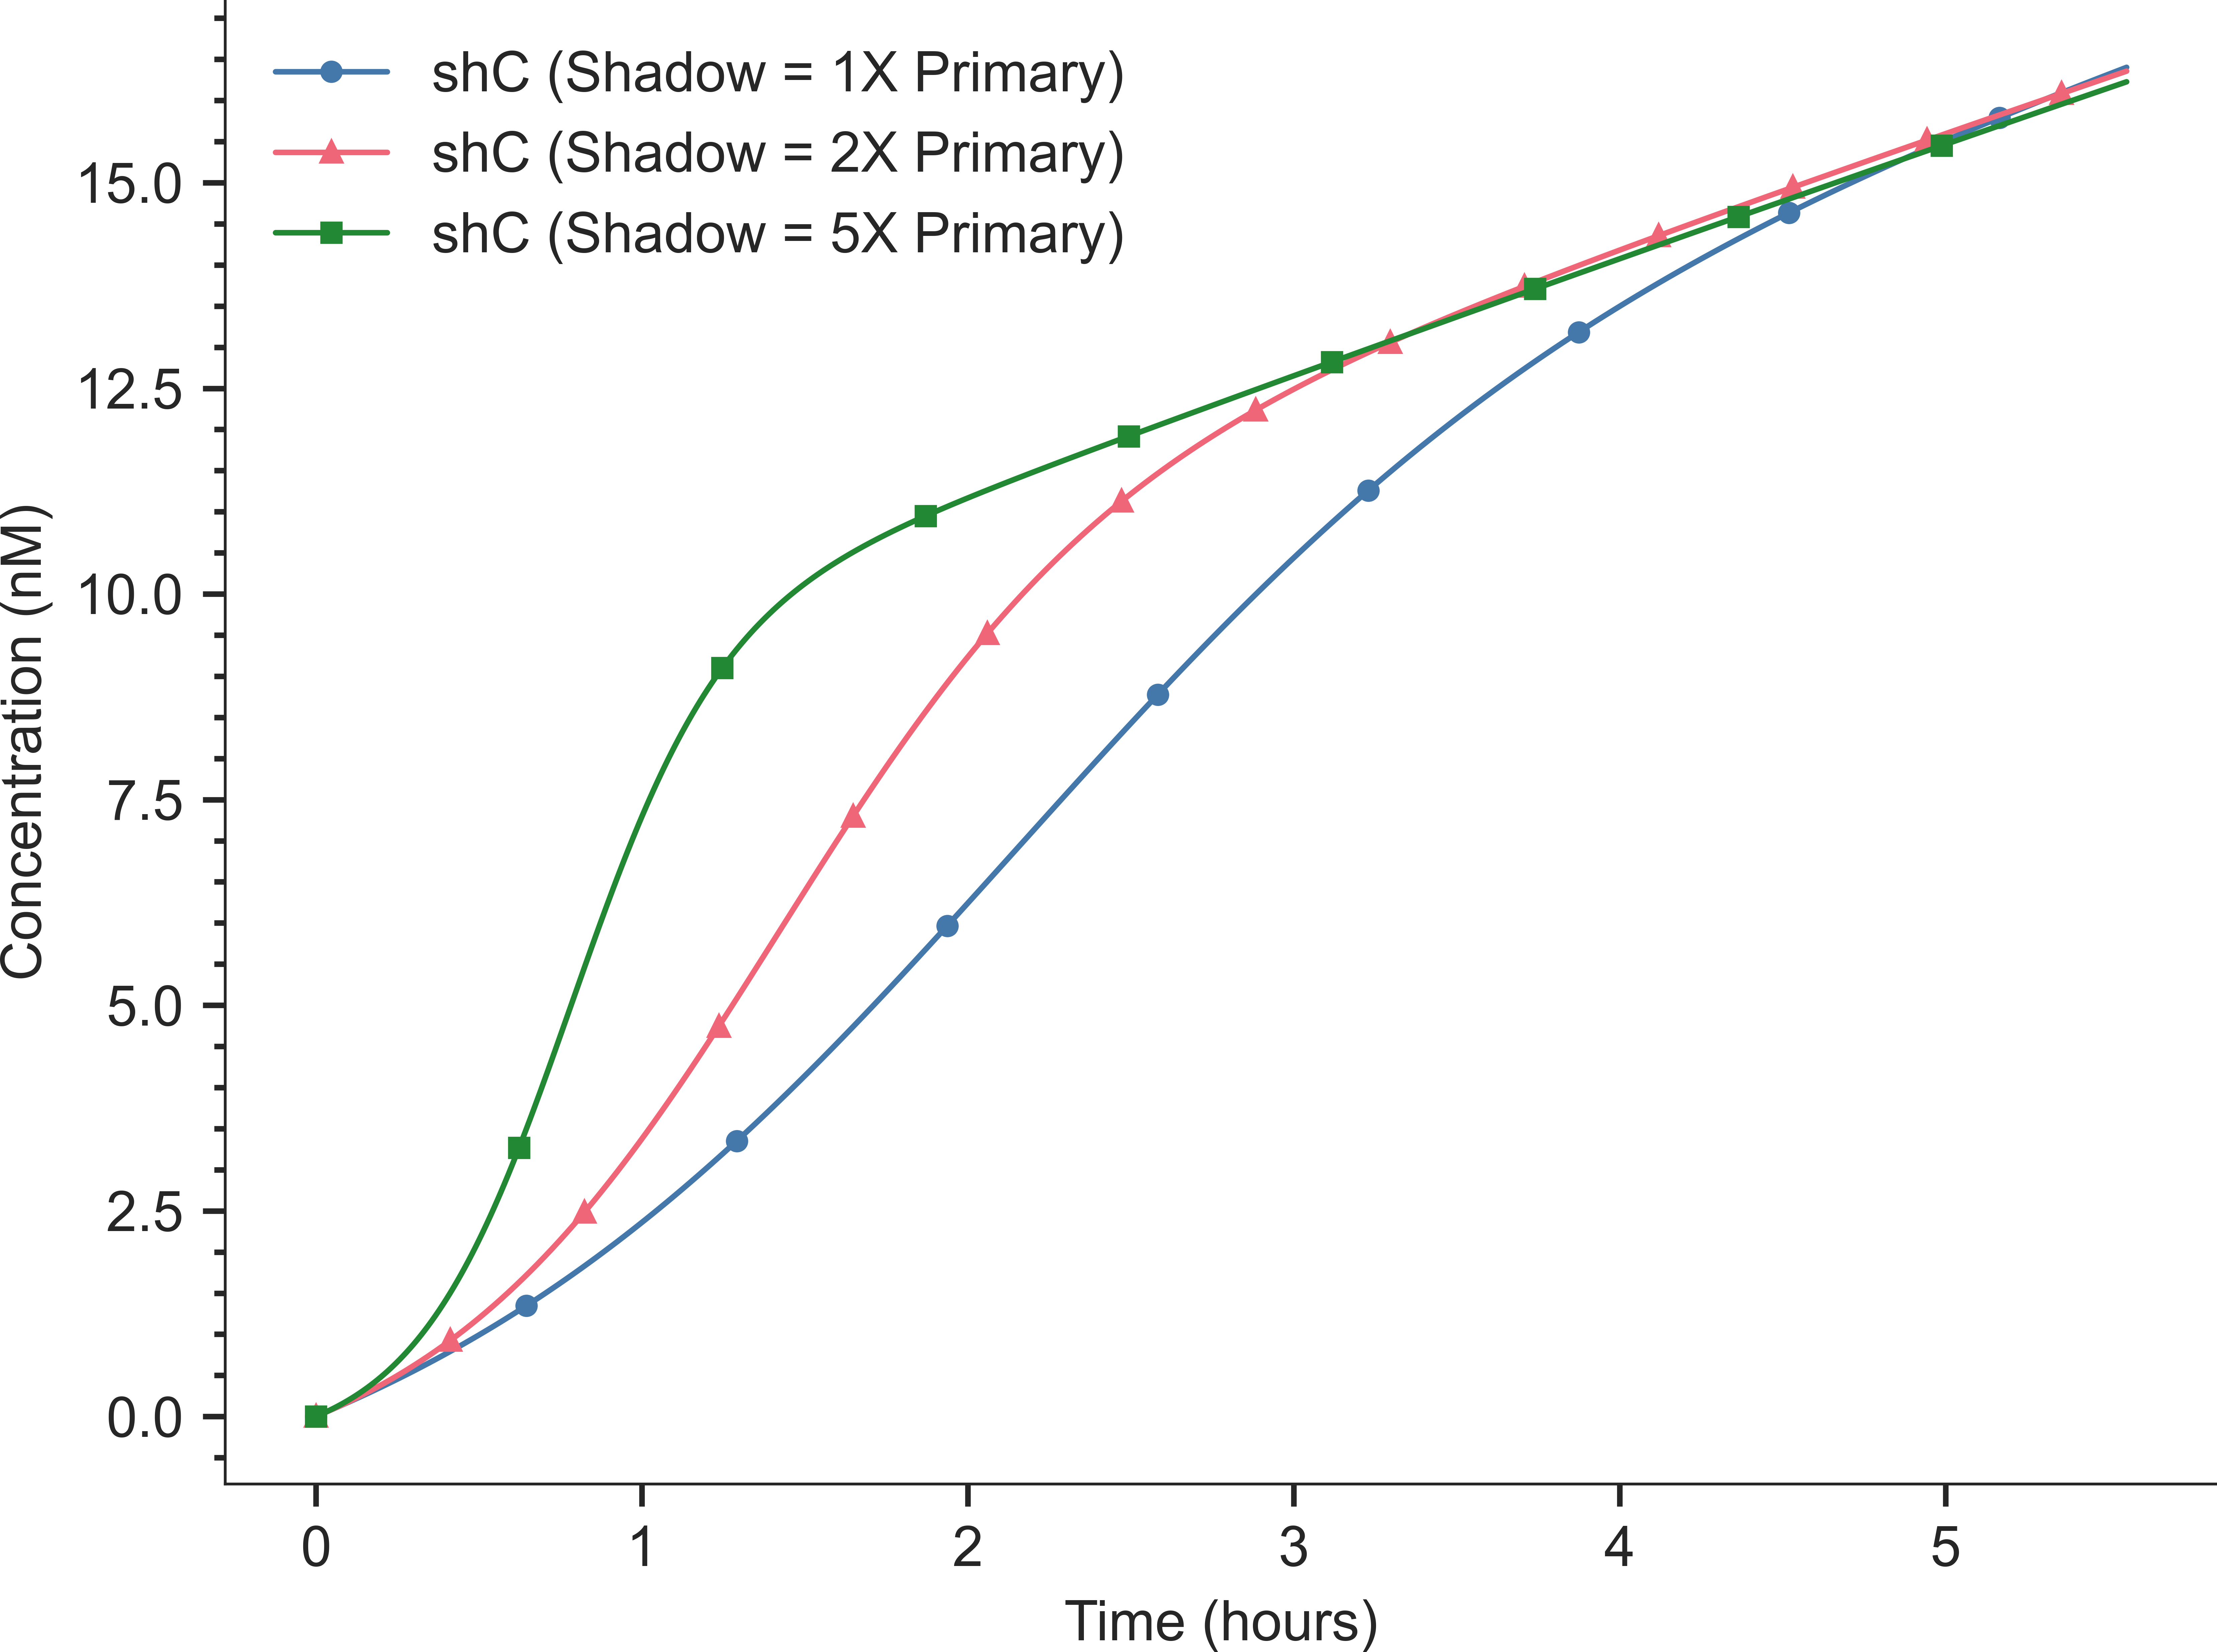 shC (Shadow = 1X Primary)
shC (Shadow = 2X Primary)
shC (Shadow = 5X Primary)
15.0
12.5
10.0
7.5
5.0
2.5
0.0
Concentration (nM)
0 1 2 3 4 5
Time (hours)